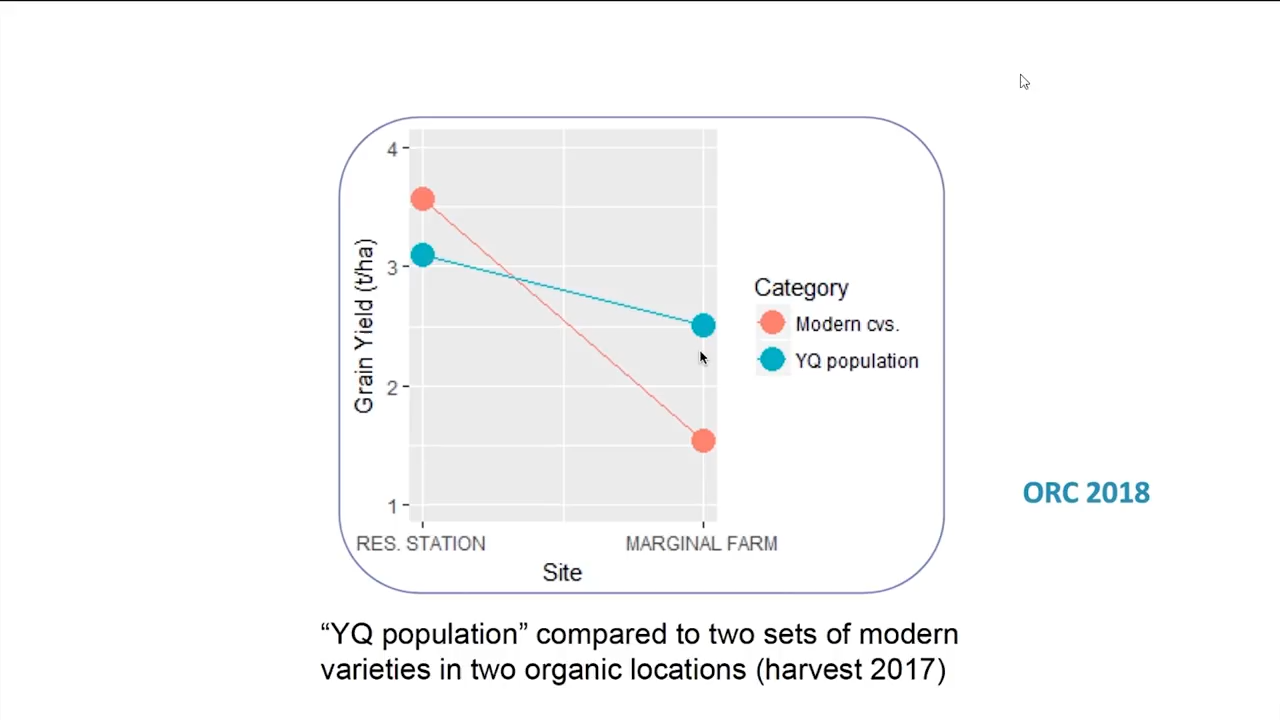 4
3
2
1
Grain Yield (t/ha)
RES. STATION
MARGINAL FARM
Site
Category
Modern cvs.
YQ population
ORC 2018
“YQ population” compared to two sets of modern
varieties in two organic locations (harvest 2017)